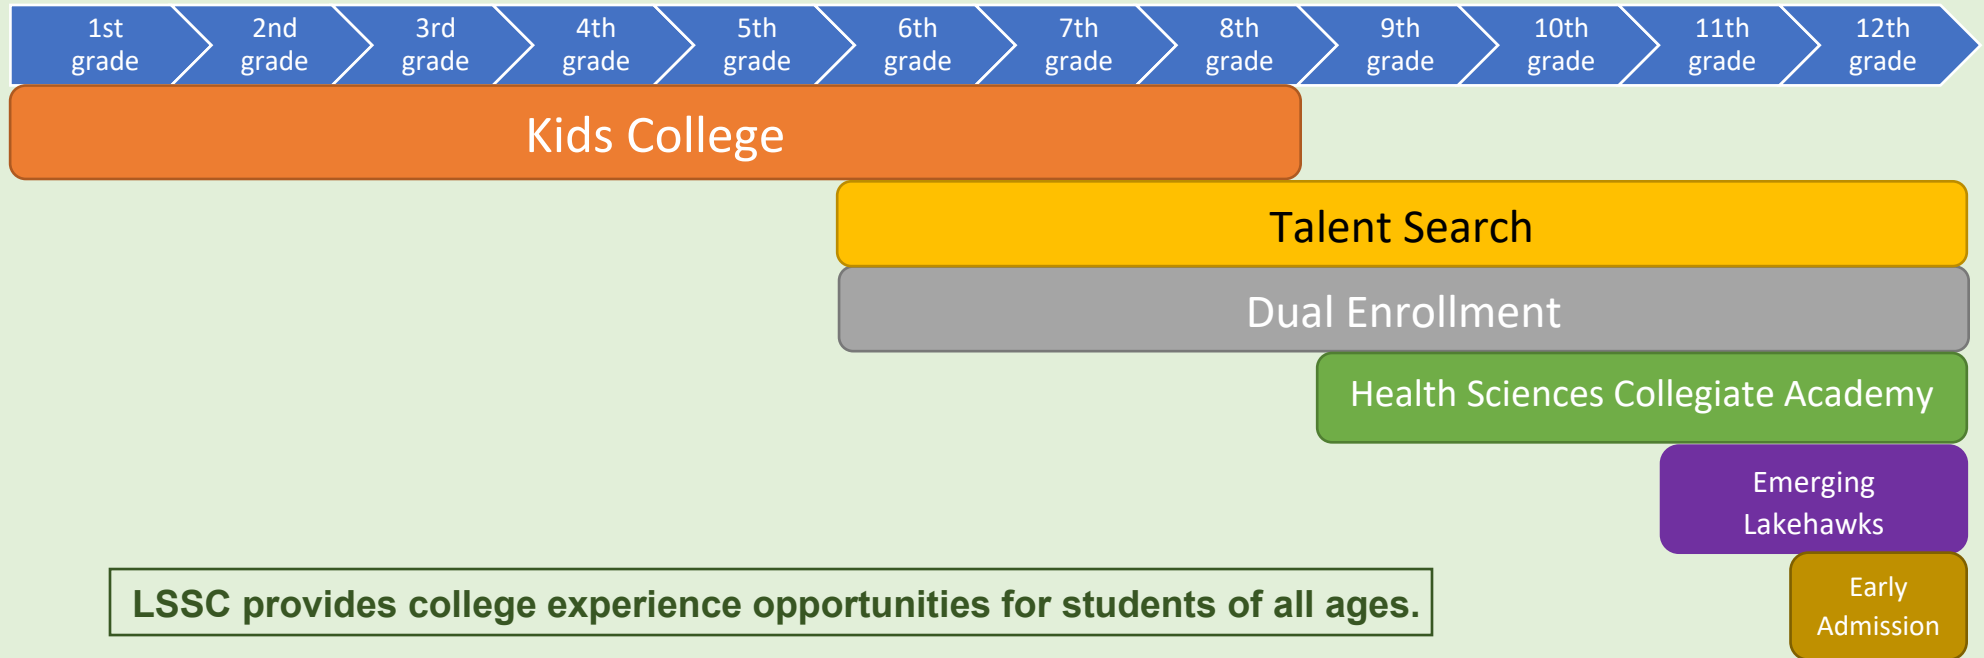 1st
grade
2nd
grade
3rd
grade
4th
grade
5th
grade
6th
grade
7th
grade
8th
grade
9th
grade
10th
grade
11th
grade
12th
grade
Kids College
Talent Search
Dual Enrollment
Health Sciences Collegiate Academy
Emerging
Lakehawks
Early
Admission
LSSC provides college experience opportunities for students of all ages.